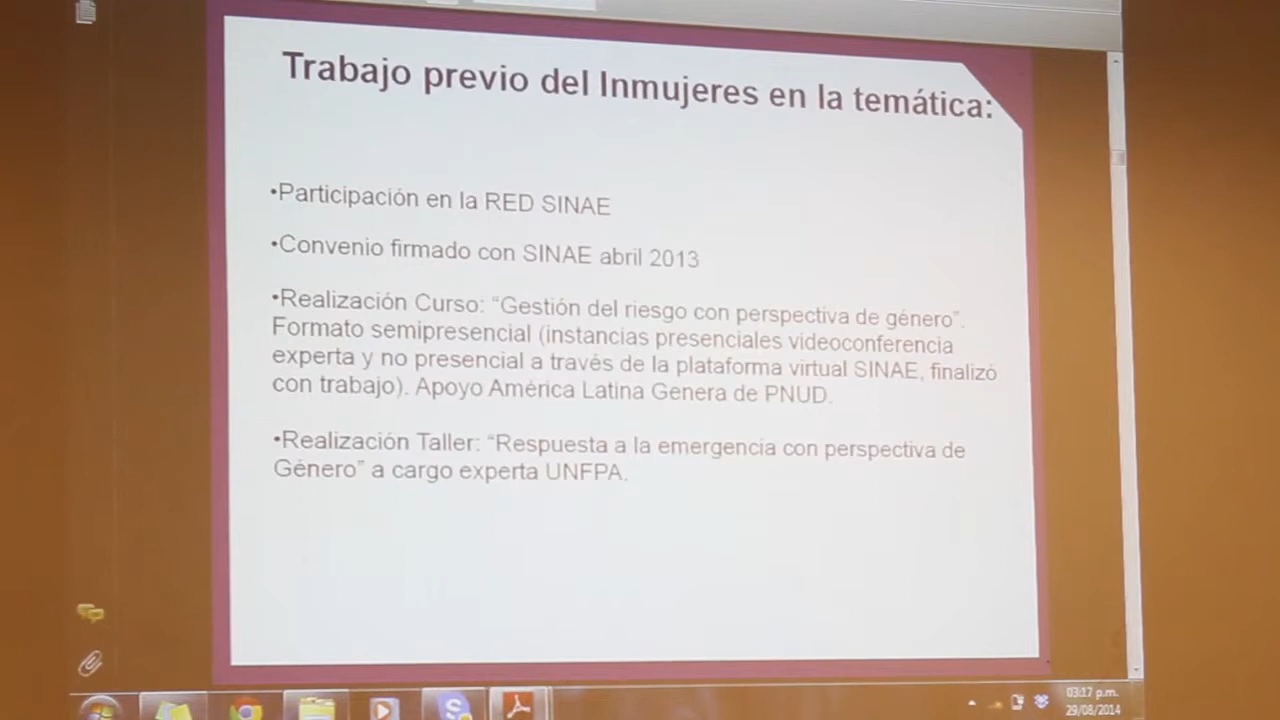 Trabajo previo del Inmujeres en la temática:
•Participación en la RED SINAE
•Convenio firmado con SINAE abril 2013
•Realización Curso: “Gestión del riesgo con perspectiva de género”.
Formato semipresencial (instancias presenciales videoconferencia
experta y no presencial a través de la plataforma virtual SINAE, finalizó
con trabajo). Apoyo América Latina Genera de PNUD.
•Realización Taller: “Respuesta a la emergencia con perspectiva de
Género” a cargo experta UNFPA.
03:17 p.m.
29/08/2014